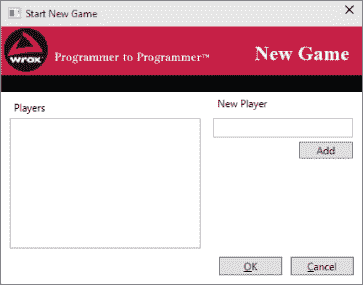 Start New Game
wrox
Programmer to Programmer™
New Game
Players
New Player
Add
OK
Cancel